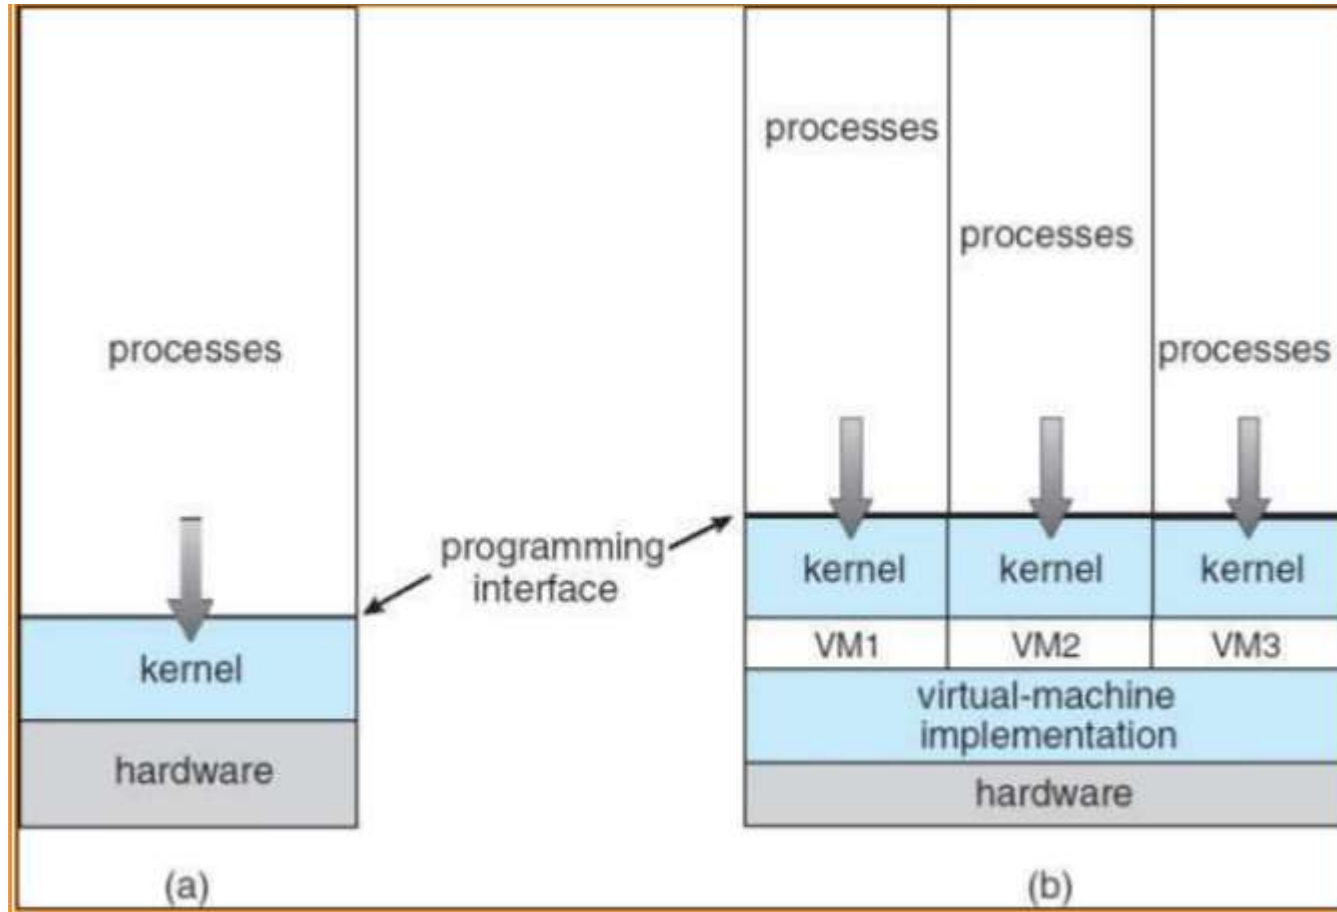 processes
kernel
hardware
(a)
programming
interface
processes
processes
processes
kernel
kernel
kernel
VM1
VM2
VM3
virtual-machine
implementation
hardware
(b)